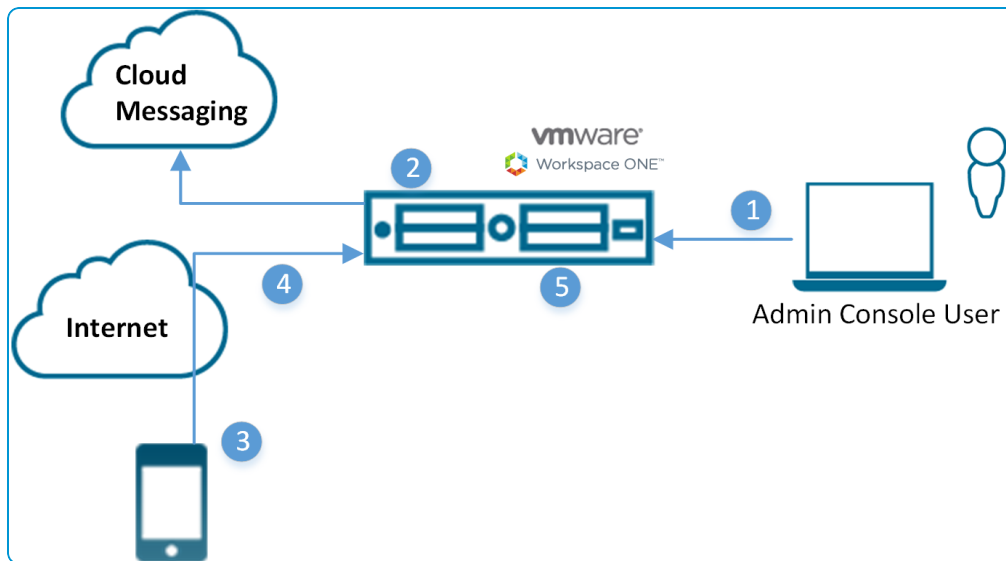 Cloud
Messaging
vmware®
Workspace ONE™
2
1
4
5
Internet
Admin Console User
3